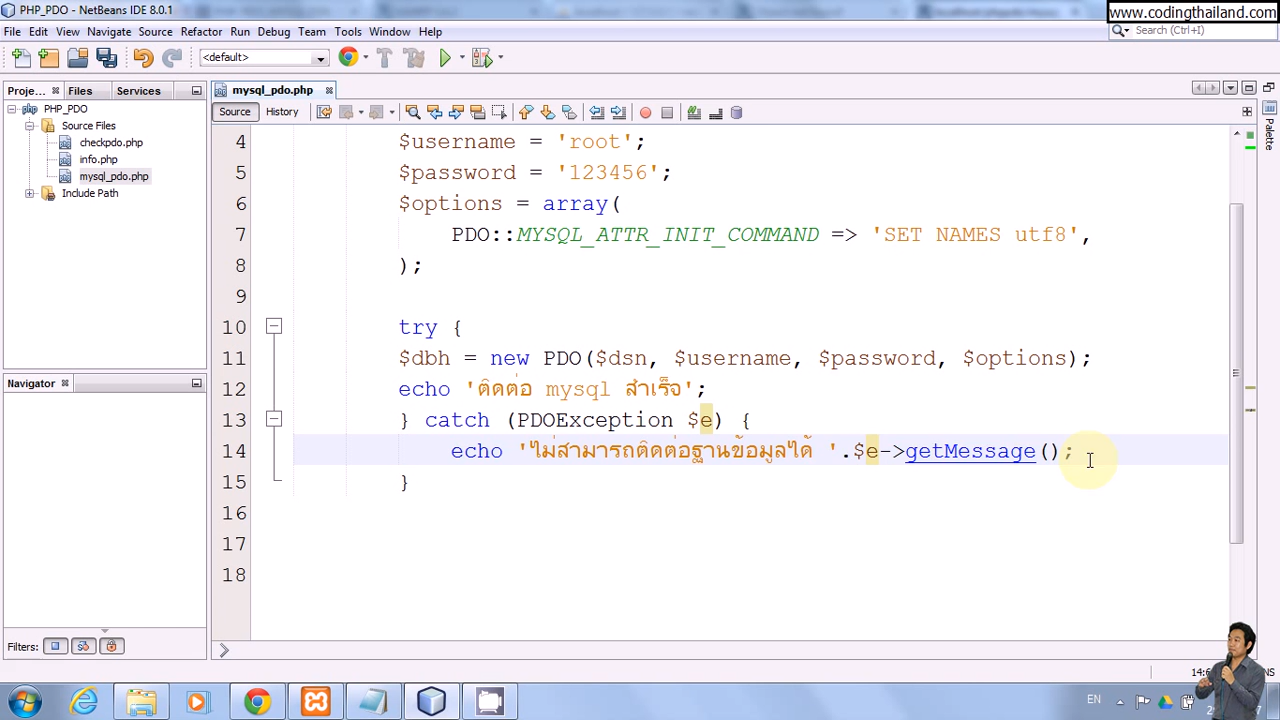 PHP_PDO - NetBeans IDE 8.0.1
www.codingthailand.com
File Edit View Navigate Source Refactor Run Debug Team Tools Window Help
Search (Ctrl+I)
<default>
Proje... Files Services
mysql_pdo.php
PHP_PDO
Source History
Source Files
checkpdo.php
info.php
mysql_pdo.php
Include Path
Palette
4 $username = 'root';
5 $password = '123456';
6 $options = array(
7 PDO::MYSQL_ATTR_INIT_COMMAND => 'SET NAMES utf8',
8 );
9
10 try {
11 $dbh = new PDO($dsn, $username, $password, $options);
12 echo 'ติดต่อ mysql สำเร็จ';
13 } catch (PDOException $e) {
14 echo 'ไม่สามารถติดต่อฐานข้อมูลได้ '.$e->getMessage();
15 }
16
17
18
Navigator
Filters:
EN